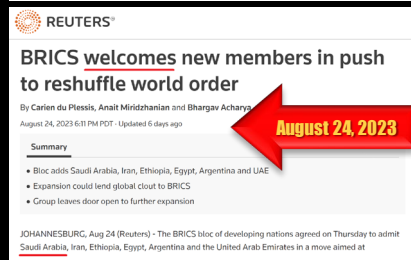 REUTERS®
BRICS welcomes new members in push
to reshuffle world order
By Carien du Plessis, Anait Miridzhanian and Bhargav Acharya
August 24, 2023 6:11 PM PDT · Updated 6 days ago
August 24, 2023
Summary
• Bloc adds Saudi Arabia, Iran, Ethiopia, Egypt, Argentina and UAE
• Expansion could lend global clout to BRICS
• Group leaves door open to further expansion
JOHANNESBURG, Aug 24 (Reuters) - The BRICS bloc of developing nations agreed on Thursday to admit
Saudi Arabia, Iran, Ethiopia, Egypt, Argentina and the United Arab Emirates in a move aimed at